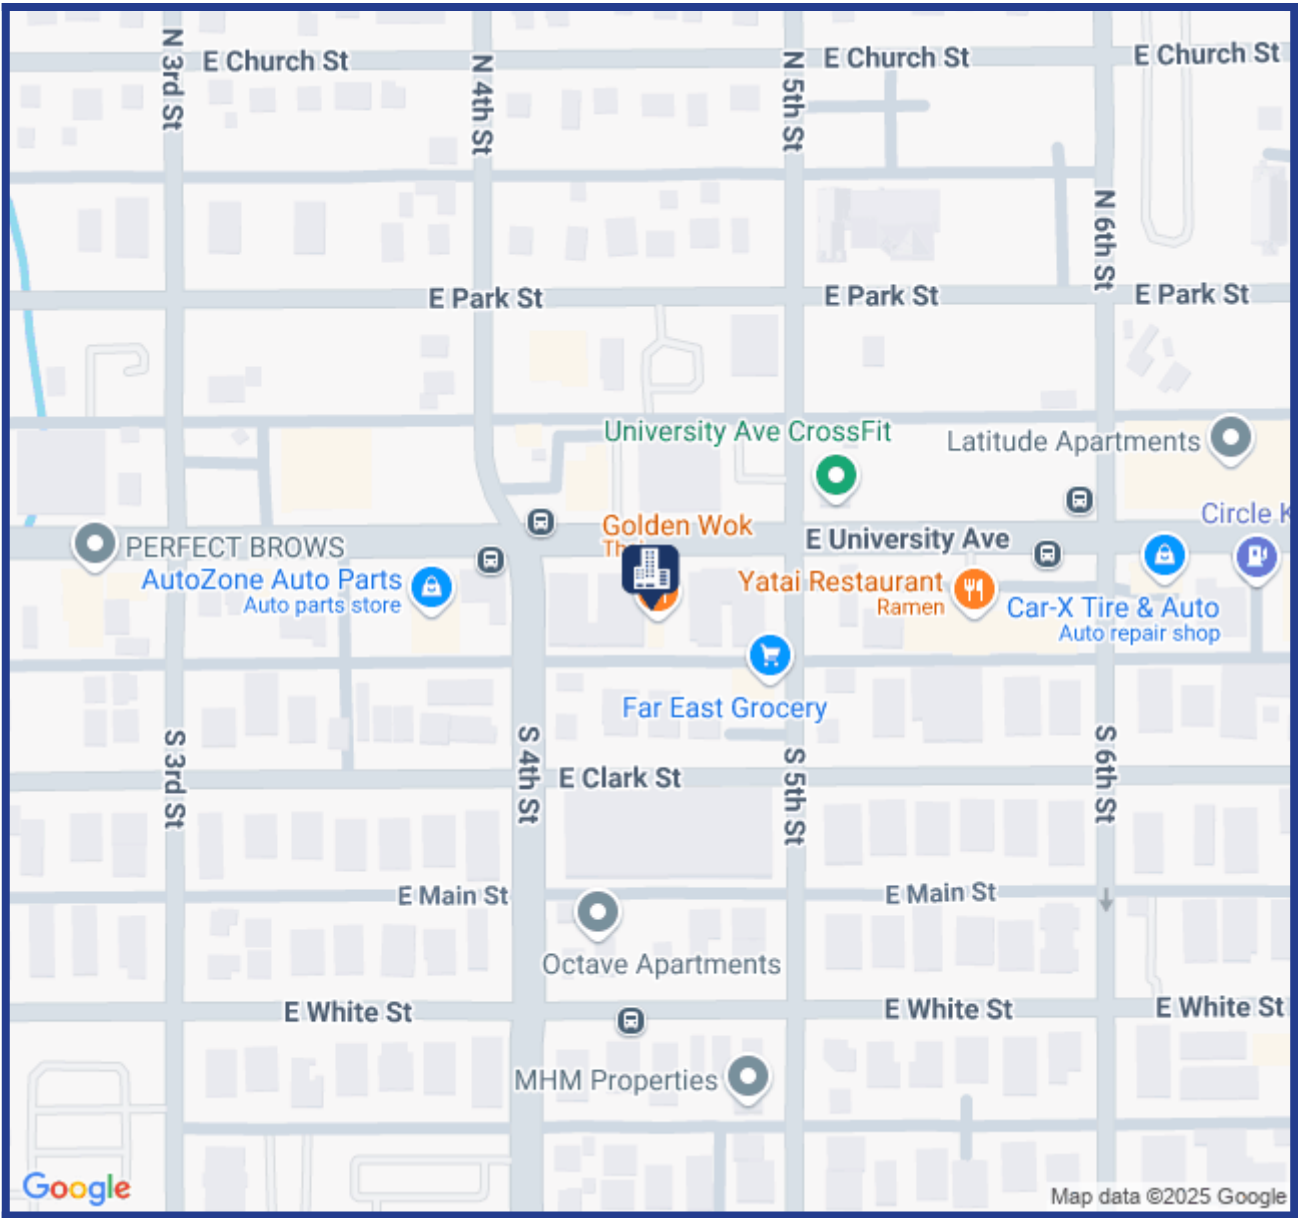 N 3rd St
E Church St
N 4th St
N 5th St
E Church St
E Church St
N 6th St
E Park St
E Park St
E Park St
University Ave CrossFit
Latitude Apartments
Circle K
Golden Wok
E University Ave
PERFECT BROWS
AutoZone Auto Parts
Auto parts store
Yatai Restaurant
Ramen
Car-X Tire & Auto
Auto repair shop
Far East Grocery
S 3rd St
S 4th St
E Clark St
S 5th St
S 6th St
E Main St
E Main St
Octave Apartments
E White St
E White St
E White St
MHM Properties
Google
Map data ©2025 Google